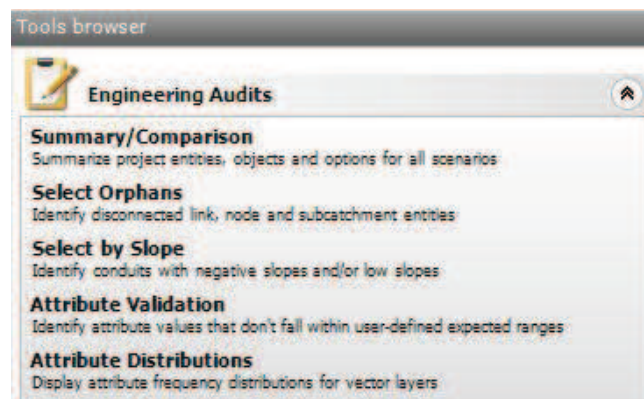 Tools browser
Engineering Audits
Summary/Comparison
Summarize project entities, objects and options for all scenarios
Select Orphans
Identify disconnected link, node and subcatchment entities
Select by Slope
Identify conduits with negative slopes and/or low slopes
Attribute Validation
Identify attribute values that don't fall within user-defined expected ranges
Attribute Distributions
Display attribute frequency distributions for vector layers